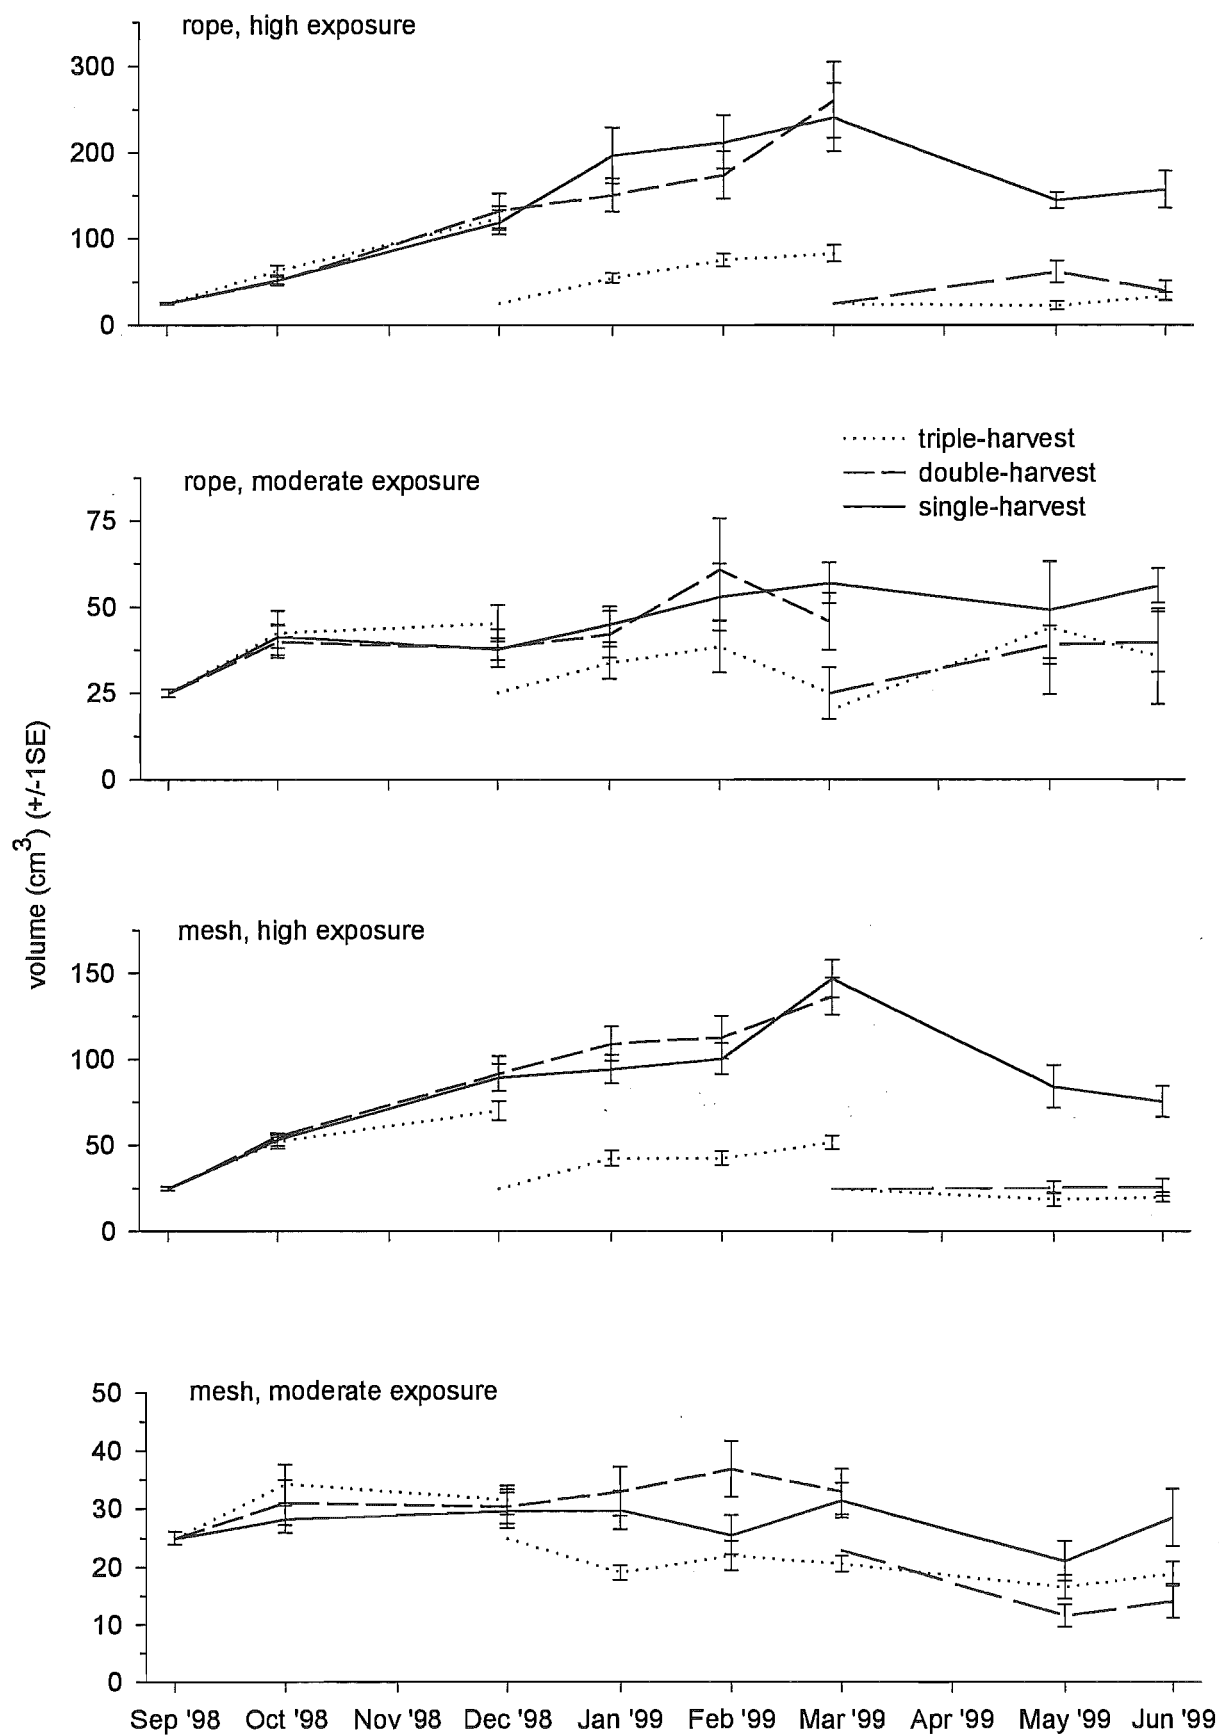 rope, high exposure
300
200
100
0
triple-harvest
double-harvest
single-harvest
rope, moderate exposure
75
50
25
0
volume (cm3) (+/-1SE)
mesh, high exposure
150
100
50
0
mesh, moderate exposure
50
40
30
20
10
0
Sep '98 Oct '98 Nov '98 Dec '98 Jan '99 Feb '99 Mar '99 Apr '99 May '99 Jun '99